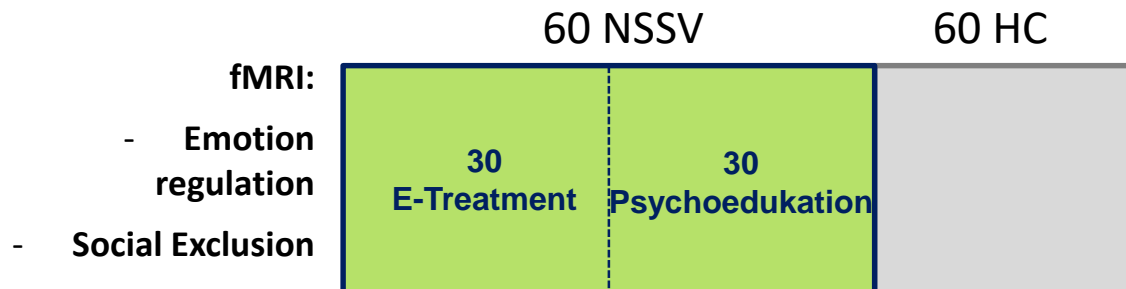 60 NSSV
60 HC
fMRI:
- Emotion
regulation
- Social Exclusion
30
E-Treatment
30
Psychoedukation